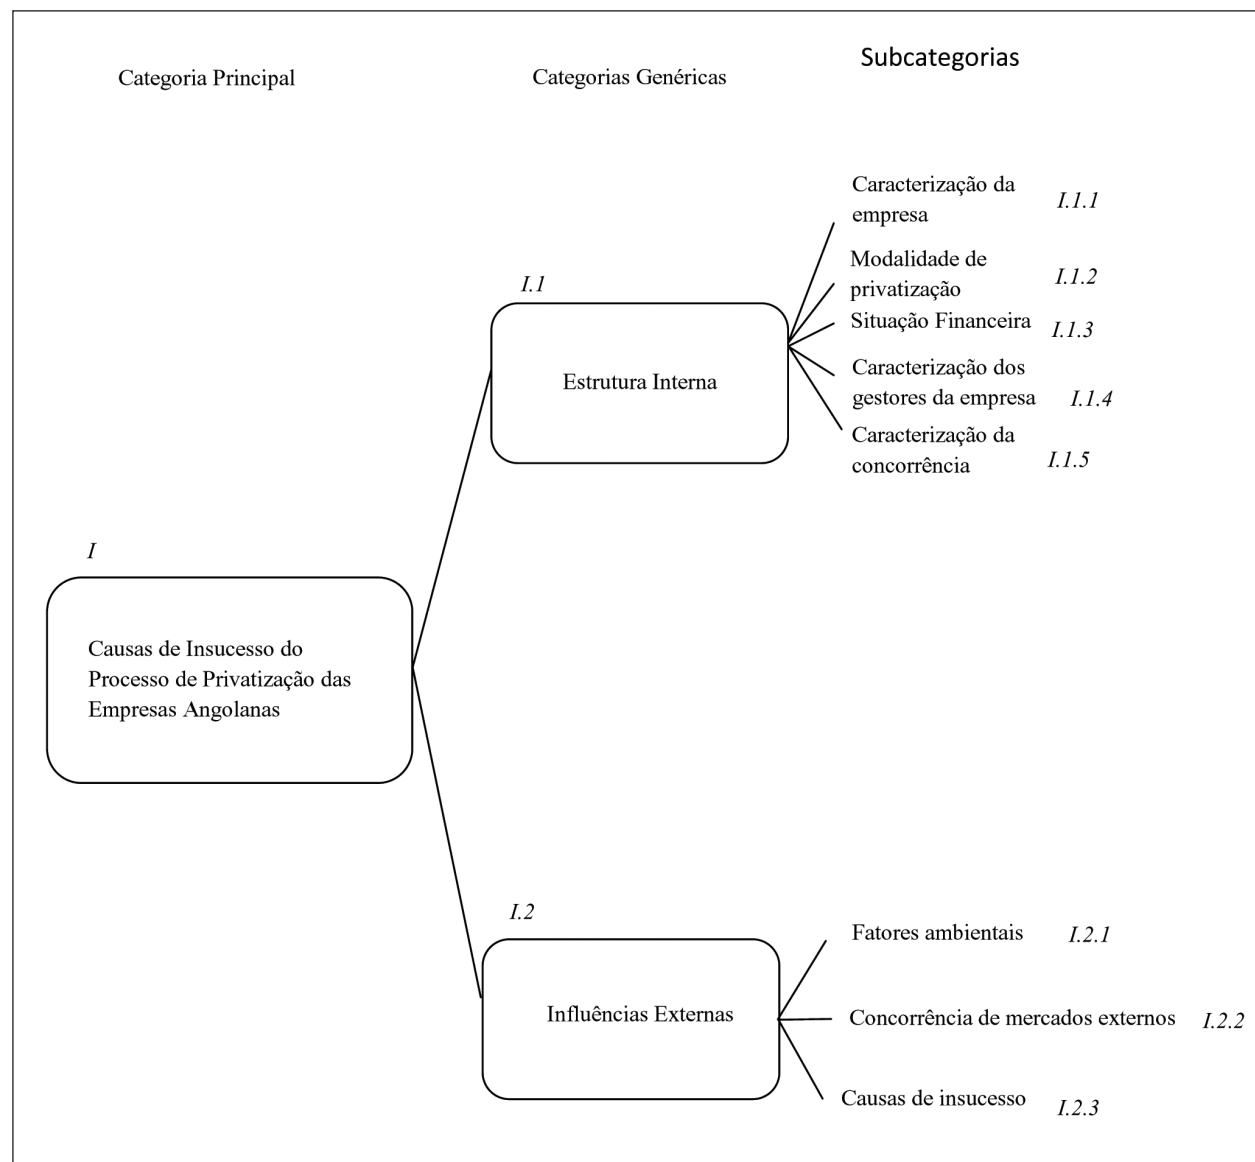 Categoria Principal
Categorias Genéricas
Subcategorias
Caracterização da
empresa
I.1.1
Modalidade de
privatização
I.1.2
Situação Financeira
I.1.3
Caracterização dos
gestores da empresa
I.1.4
Caracterização da
concorrência
I.1.5
I.1
Estrutura Interna
I
Causas de Insucesso do
Processo de Privatização das
Empresas Angolanas
I.2
Influências Externas
Fatores ambientais
I.2.1
Concorrência de mercados externos
I.2.2
Causas de insucesso
I.2.3